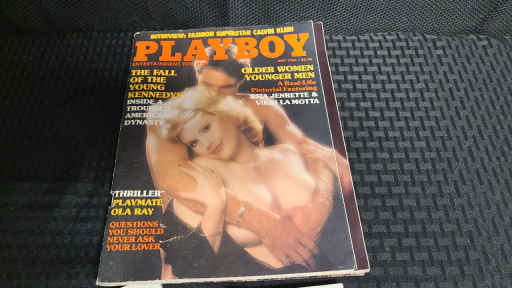 INTERVIEW: FASHION SUPERSTAR CALVIN KLEIN
PLAYBOY
ENTERTAINMENT FOR
THE FALL
OF THE
YOUNG
KENNEDYS
INSIDE A
TROUBLED
AMERICAN
DYNASTY
OLDER WOMEN
YOUNGER MEN
A Real-Life
Pictorial Featuring
RITA JENRETTE &
VIKKI LA MOTTA
"THRILLER"
PLAYMATE
OLA RAY
QUESTIONS
YOU SHOULD
NEVER ASK
YOUR LOVER